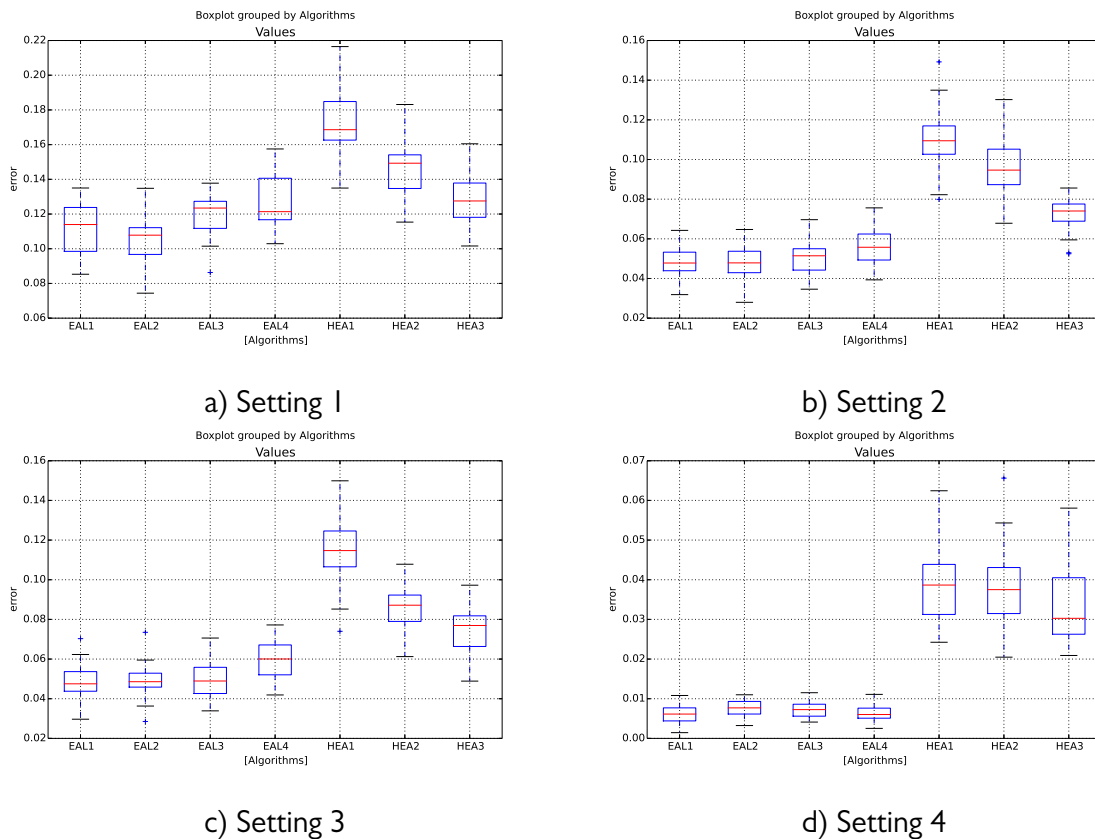 Boxplot grouped by Algorithms
Values
0.22
0.20
0.18
0.16
0.14
0.12
0.10
0.08
0.06
error
EAL1 EAL2 EAL3 EAL4 HEA1 HEA2 HEA3
[Algorithms]
a) Setting 1
Boxplot grouped by Algorithms
Values
0.16
0.14
0.12
0.10
0.08
0.06
0.04
0.02
error
EAL1 EAL2 EAL3 EAL4 HEA1 HEA2 HEA3
[Algorithms]
b) Setting 2
Boxplot grouped by Algorithms
Values
0.16
0.14
0.12
0.10
0.08
0.06
0.04
0.02
error
EAL1 EAL2 EAL3 EAL4 HEA1 HEA2 HEA3
[Algorithms]
c) Setting 3
Boxplot grouped by Algorithms
Values
0.07
0.06
0.05
0.04
0.03
0.02
0.01
0.00
error
EAL1 EAL2 EAL3 EAL4 HEA1 HEA2 HEA3
[Algorithms]
d) Setting 4